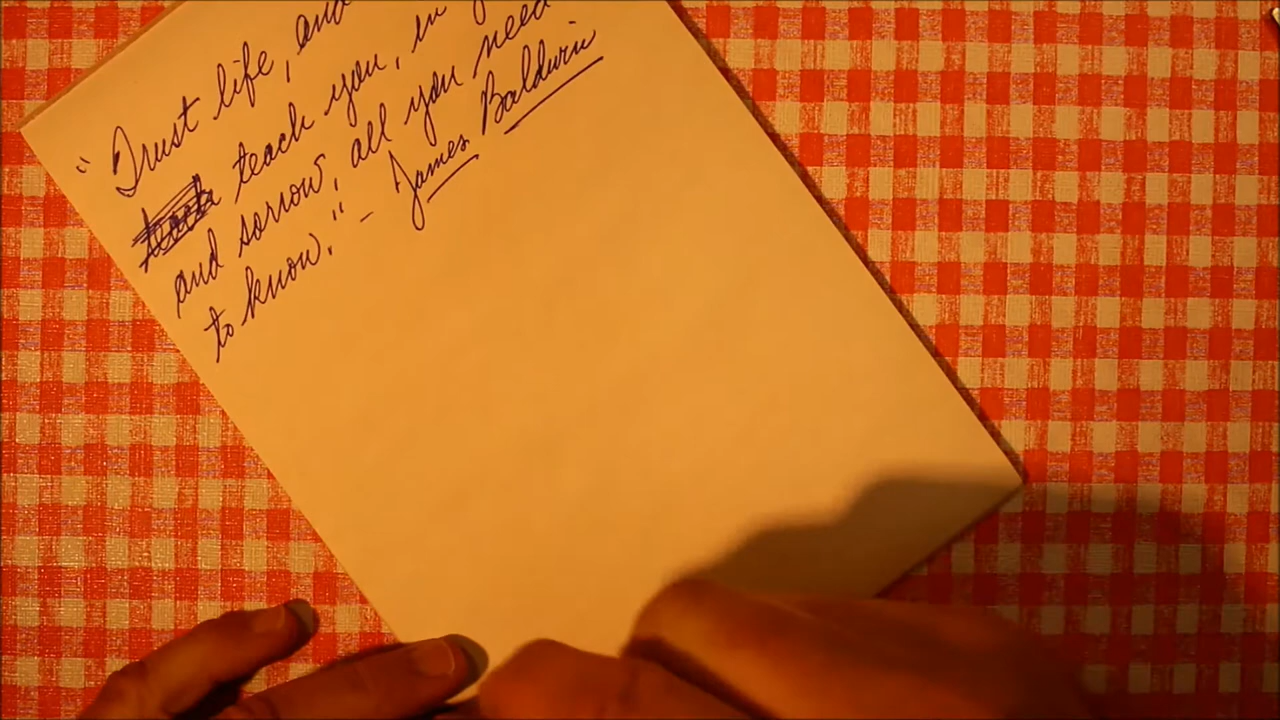 "Trust life, and
teach you, in
and sorrow, all you need
to know." - James Baldwin